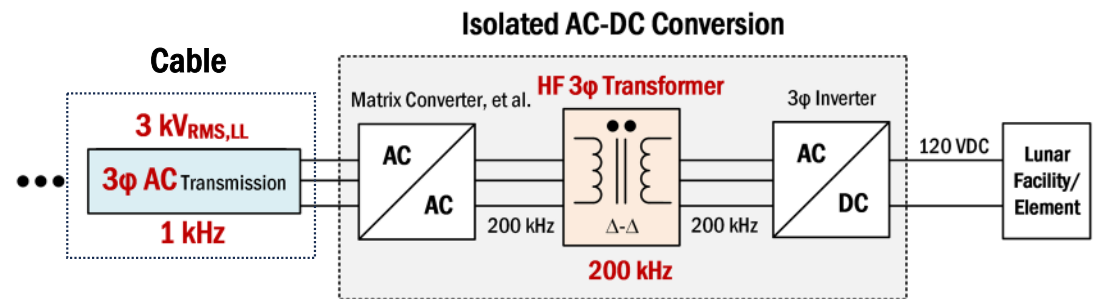 Isolated AC-DC Conversion
Cable
3 kVRMS,LL
3φ AC Transmission
1 kHz
Matrix Converter, et al.
AC
AC
200 kHz
HF 3φ Transformer
Δ-Δ
200 kHz
200 kHz
3φ Inverter
AC
DC
120 VDC
Lunar
Facility/
Element